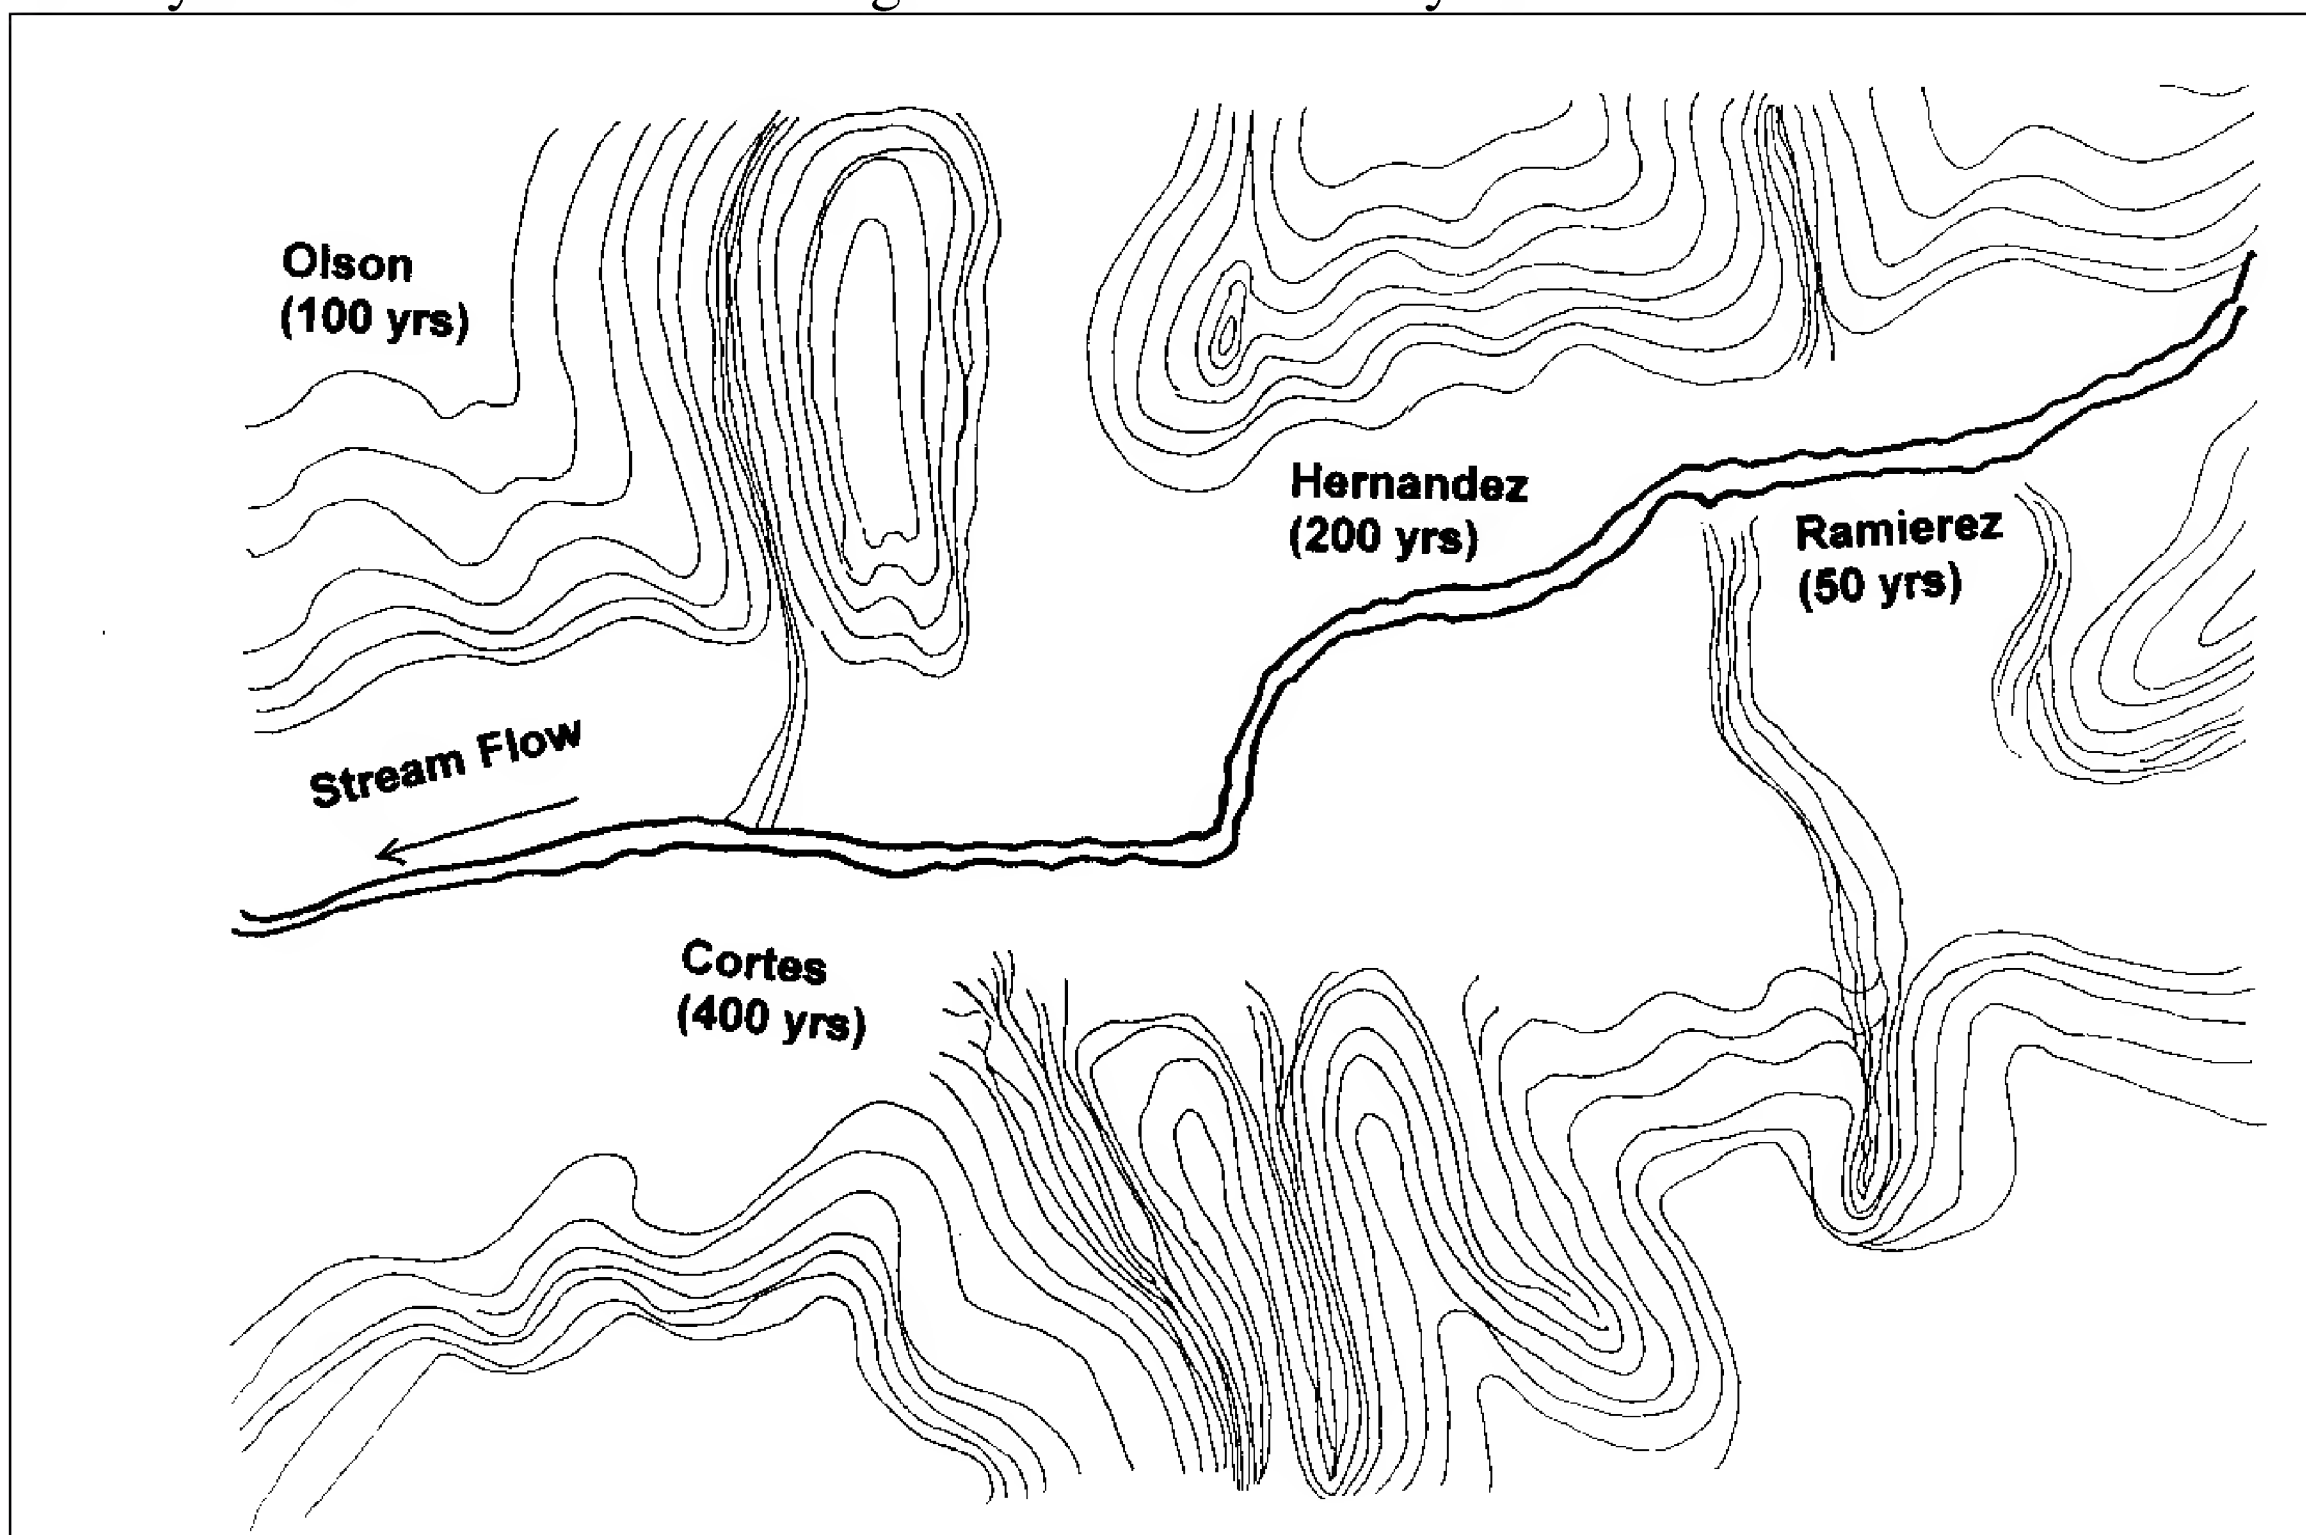 Olson
(100 yrs)
Hernandez
(200 yrs)
Ramierez
(50 yrs)
Stream Flow
Cortes
(400 yrs)